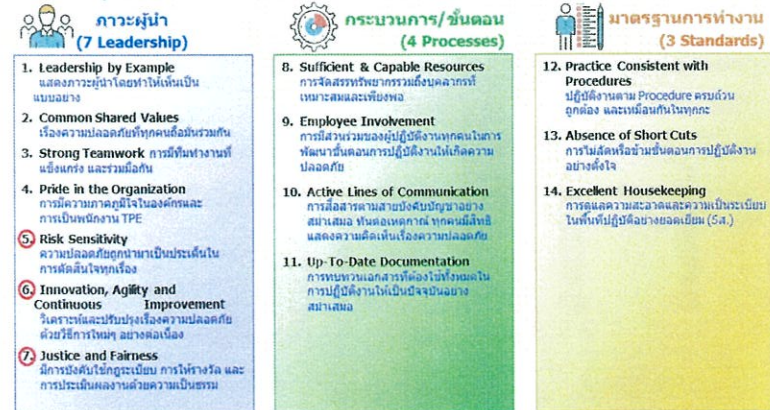 ภาวะผู้นำ
(7 Leadership)
1. Leadership by Example
แสดงภาวะผู้นำโดยทำให้เห็นเป็น
แบบอย่าง
2. Common Shared Values
เรื่องความปลอดภัยที่ทุกคนถือมั่นร่วมกัน
3. Strong Teamwork การมีทีมทำงานที่
แข็งแกร่ง และร่วมมือกัน
4. Pride in the Organization
การมีความภาคภูมิใจในองค์กรและ
การเป็นพนักงาน TPE
5. Risk Sensitivity
ความปลอดภัยถูกนำมาเป็นประเด็นใน
การตัดสินใจทุกเรื่อง
6. Innovation, Agility and
Continuous Improvement
วิเคราะห์และปรับปรุงเรื่องความปลอดภัย
ด้วยวิธีการใหม่ๆ อย่างต่อเนื่อง
7. Justice and Fairness
มีการบังคับใช้กฎระเบียบ การให้รางวัล และ
การประเมินผลงานด้วยความเป็นธรรม
กระบวนการ/ขั้นตอน
(4 Processes)
8. Sufficient & Capable Resources
การจัดสรรทรัพยากรรวมถึงบุคลากรที่
เหมาะสมและเพียงพอ
9. Employee Involvement
การมีส่วนร่วมของผู้ปฏิบัติงานทุกคนในการ
พัฒนาขั้นตอนการปฏิบัติงานให้เกิดความ
ปลอดภัย
10. Active Lines of Communication
การสื่อสารตามสายบังคับบัญชาอย่าง
สม่ำเสมอ ทันต่อเหตุการณ์ ทุกคนมีสิทธิ
แสดงความคิดเห็นเรื่องความปลอดภัย
11. Up-To-Date Documentation
การทบทวนเอกสารที่ต้องใช้ทั้งหมดใน
การปฏิบัติงานให้เป็นปัจจุบันอย่าง
สม่ำเสมอ
มาตรฐานการทำงาน
(3 Standards)
12. Practice Consistent with
Procedures
ปฏิบัติงานตาม Procedure ครบถ้วน
ถูกต้อง และเหมือนกันในทุกกะ
13. Absence of Short Cuts
การไม่ลัดหรือข้ามขั้นตอนการปฏิบัติงาน
อย่างตั้งใจ
14. Excellent Housekeeping
การดูแลความสะอาดและความเป็นระเบียบ
ในพื้นที่ปฏิบัติอย่างยอดเยี่ยม (5ส.)